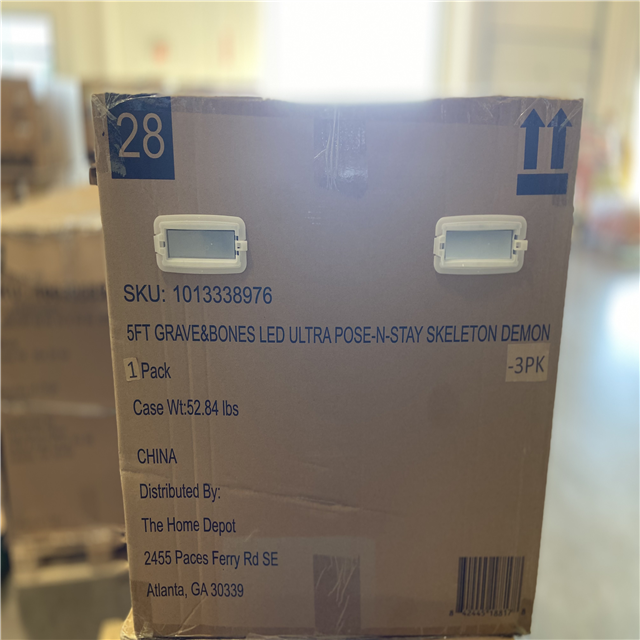 28
SKU: 1013338976
5FT GRAVE&BONES LED ULTRA POSE-N-STAY SKELETON DEMON
-3PK
1 Pack
Case Wt:52.84 lbs
CHINA
Distributed By:
The Home Depot
2455 Paces Ferry Rd SE
Atlanta, GA 30339